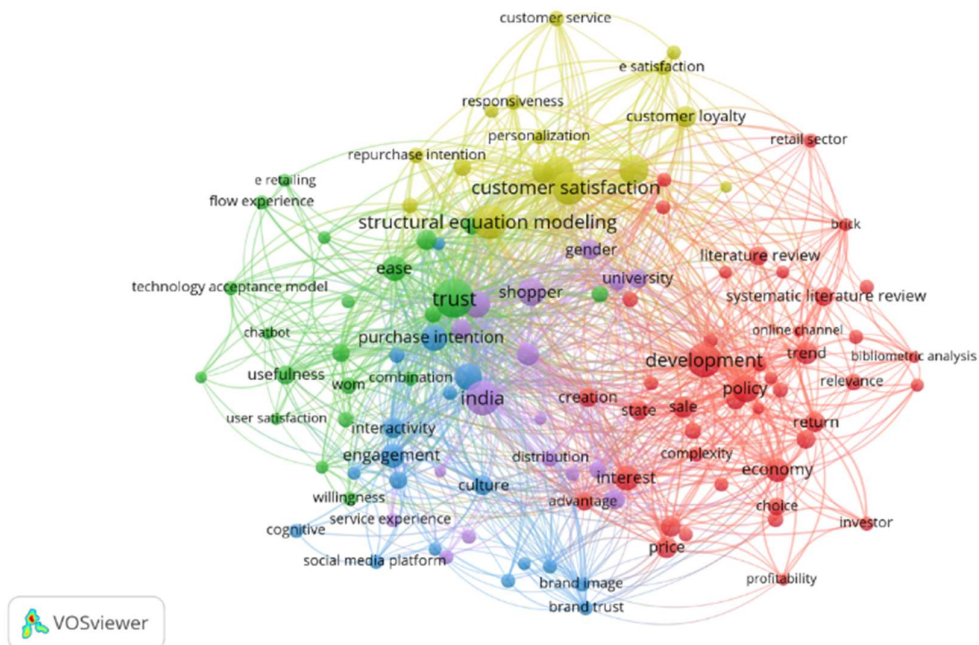 customer service
e satisfaction
responsiveness
customer loyalty
personalization
retail sector
repurchase intention
e retailing
customer satisfaction
flow experience
structural equation modeling
brick
gender
literature review
ease
university
technology acceptance model
shopper
systematic literature review
trust
chatbot
purchase intention
online channel
trend
development
bibliometric analysis
usefulness
wom
combination
policy
relevance
india
creation
state
sale
user satisfaction
interactivity
return
engagement
distribution
complexity
economy
culture
interest
willingness
advantage
choice
service experience
investor
cognitive
price
social media platform
brand image
profitability
brand trust
VOSviewer